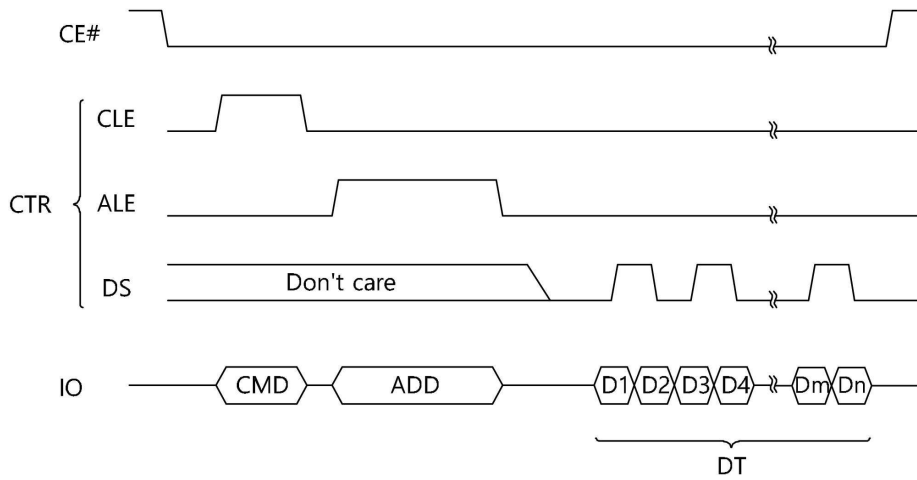 CE#
CLE
CTR
ALE
DS
Don't care
IO
CMD
ADD
D1
D2
D3
D4
Dm
Dn
DT